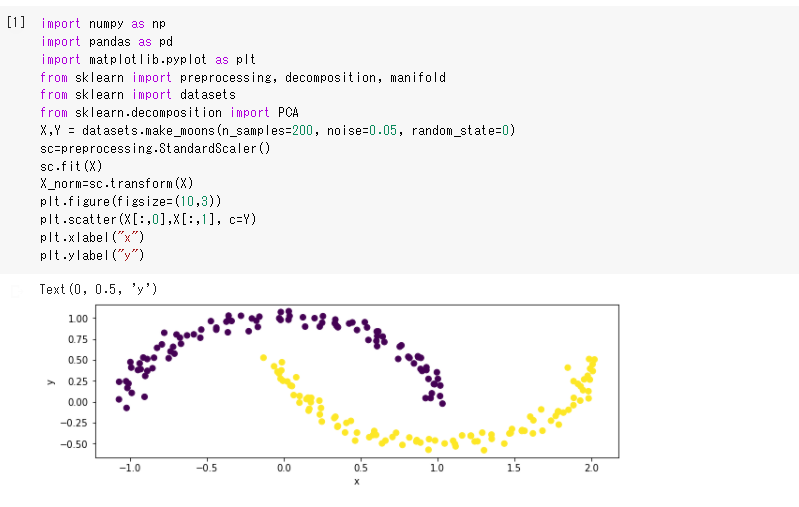 [1] import numpy as np
import pandas as pd
import matplotlib.pyplot as plt
from sklearn import preprocessing, decomposition, manifold
from sklearn import datasets
from sklearn.decomposition import PCA
X,Y = datasets.make_moons(n_samples=200, noise=0.05, random_state=0)
sc=preprocessing.StandardScaler()
sc.fit(X)
X_norm=sc.transform(X)
plt.figure(figsize=(10,3))
plt.scatter(X[:,0],X[:,1], c=Y)
plt.xlabel("x")
plt.ylabel("y")
Text(0, 0.5, 'y')
1.00
0.75
0.50
0.25
0.00
−0.25
−0.50
y
−1.0 −0.5 0.0 0.5 1.0 1.5 2.0
x